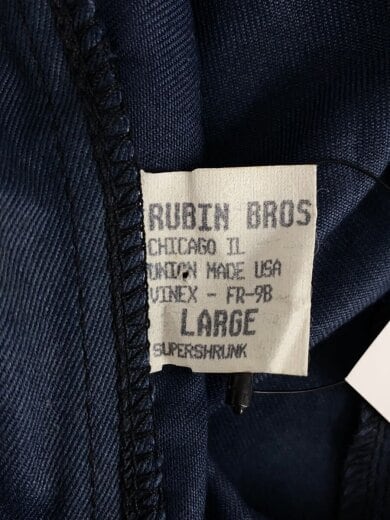 RUBIN BROS
CHICAGO IL
UNION MADE USA
VINEX - FR-9B
LARGE
SUPERSHRUNK